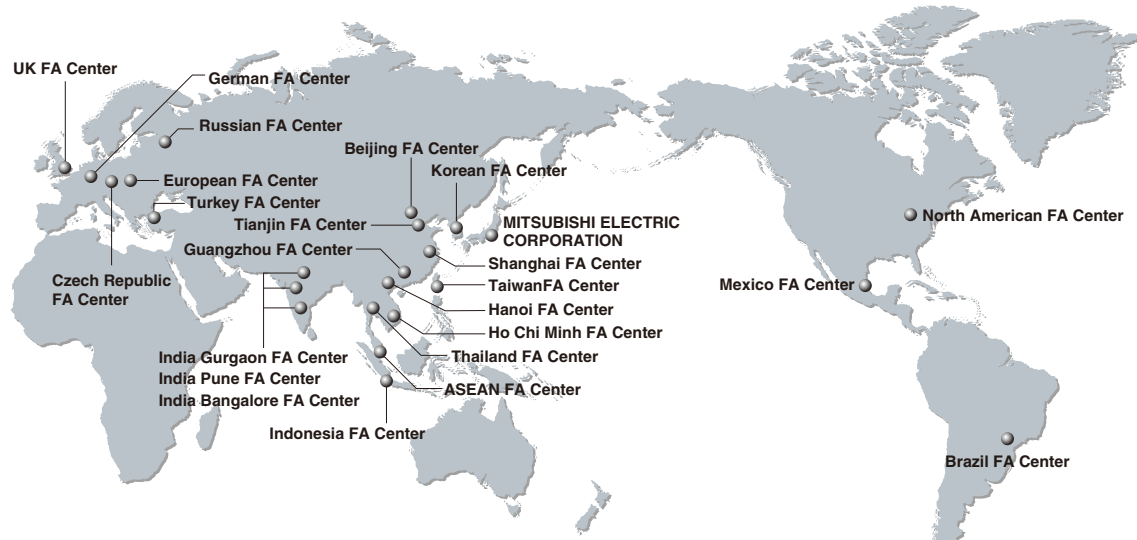 UK FA Center
German FA Center
Russian FA Center
Beijing FA Center
Korean FA Center
European FA Center
Turkey FA Center
Tianjin FA Center
MITSUBISHI ELECTRIC
CORPORATION
North American FA Center
Guangzhou FA Center
Shanghai FA Center
Czech Republic
FA Center
TaiwanFA Center
Mexico FA Center
Hanoi FA Center
Ho Chi Minh FA Center
India Gurgaon FA Center
Thailand FA Center
India Pune FA Center
ASEAN FA Center
India Bangalore FA Center
Indonesia FA Center
Brazil FA Center